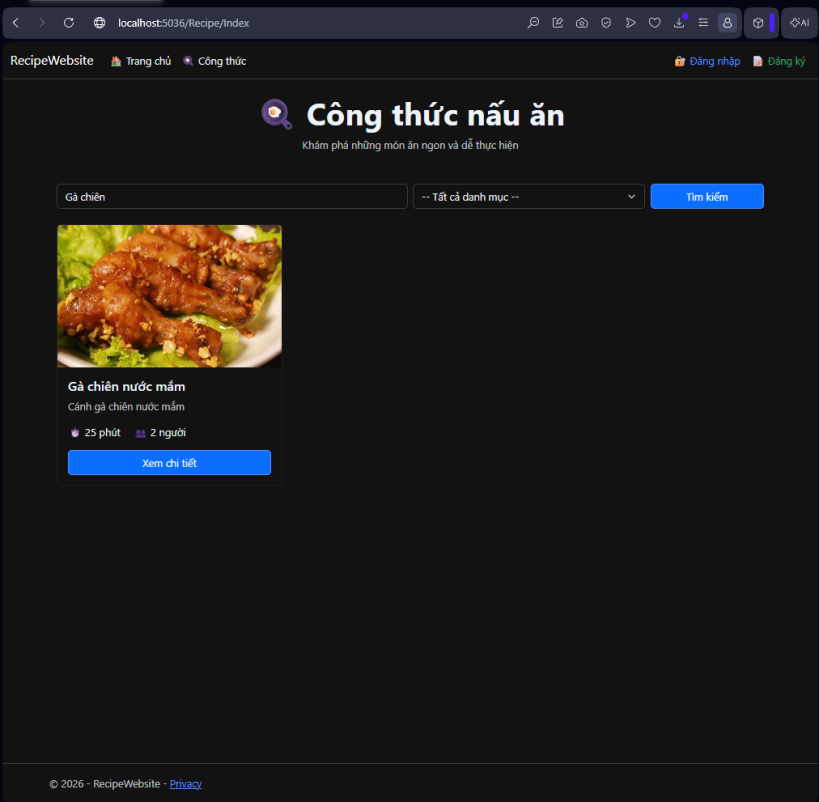 localhost:5036/Recipe/Index
AI
RecipeWebsite Trang chủ Công thức Đăng nhập Đăng ký
Công thức nấu ăn
Khám phá những món ăn ngon và dễ thực hiện
Gà chiên -- Tất cả danh mục -- Tìm kiếm
Gà chiên nước mắm
Cánh gà chiên nước mắm
25 phút 2 người
Xem chi tiết
© 2026 - RecipeWebsite - Privacy